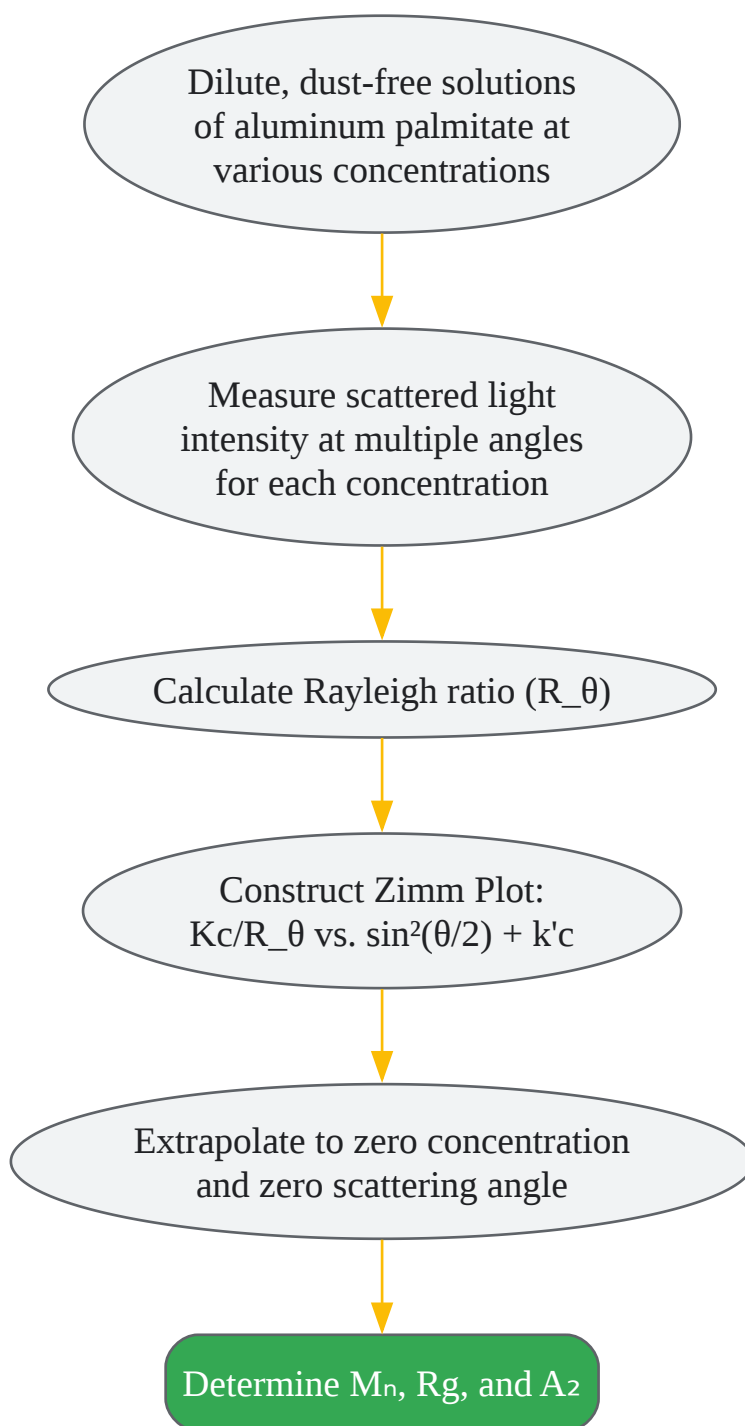 Dilute, dust-free solutions
of aluminum palmitate at
various concentrations
Measure scattered light
intensity at multiple angles
for each concentration
Calculate Rayleigh ratio (R_θ)
Construct Zimm Plot:
Kc/R_θ vs. sin²(θ/2) + k'c
Extrapolate to zero concentration
and zero scattering angle
Determine Mₙ, Rg, and A₂